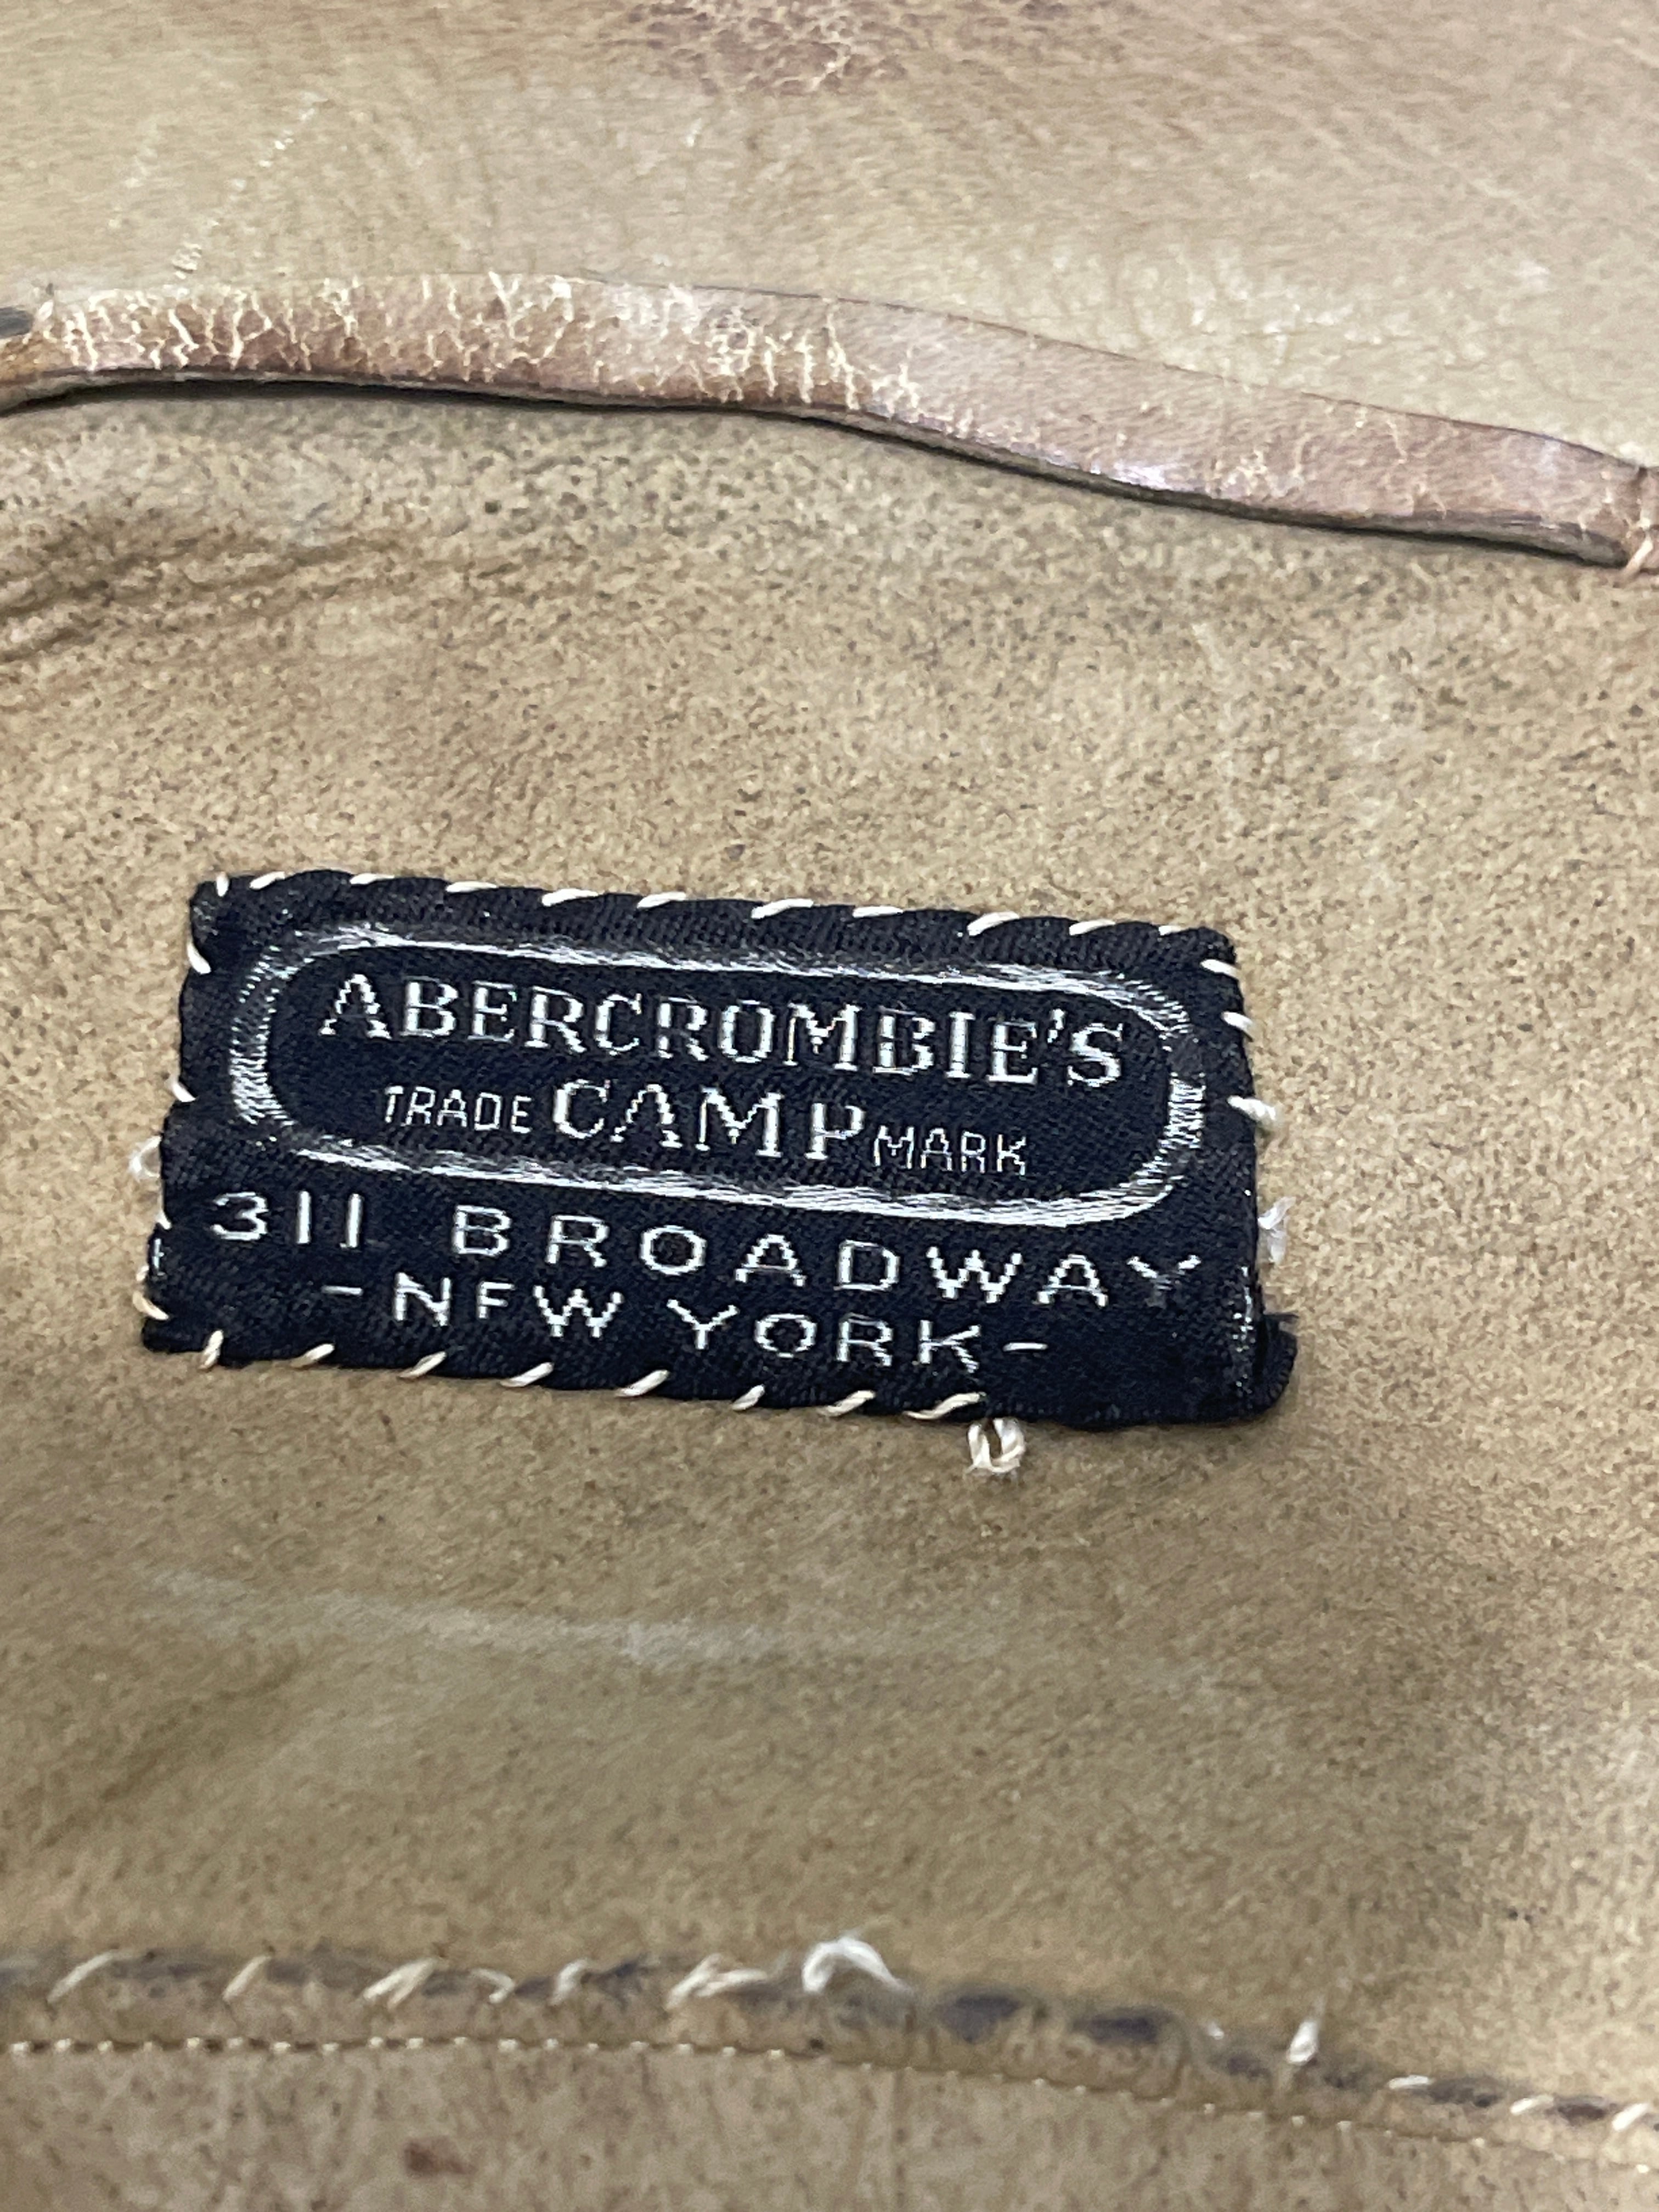 ABERCROMBIE'S
TRADE CAMP MARK
311 BROADWAY
-NEW YORK-